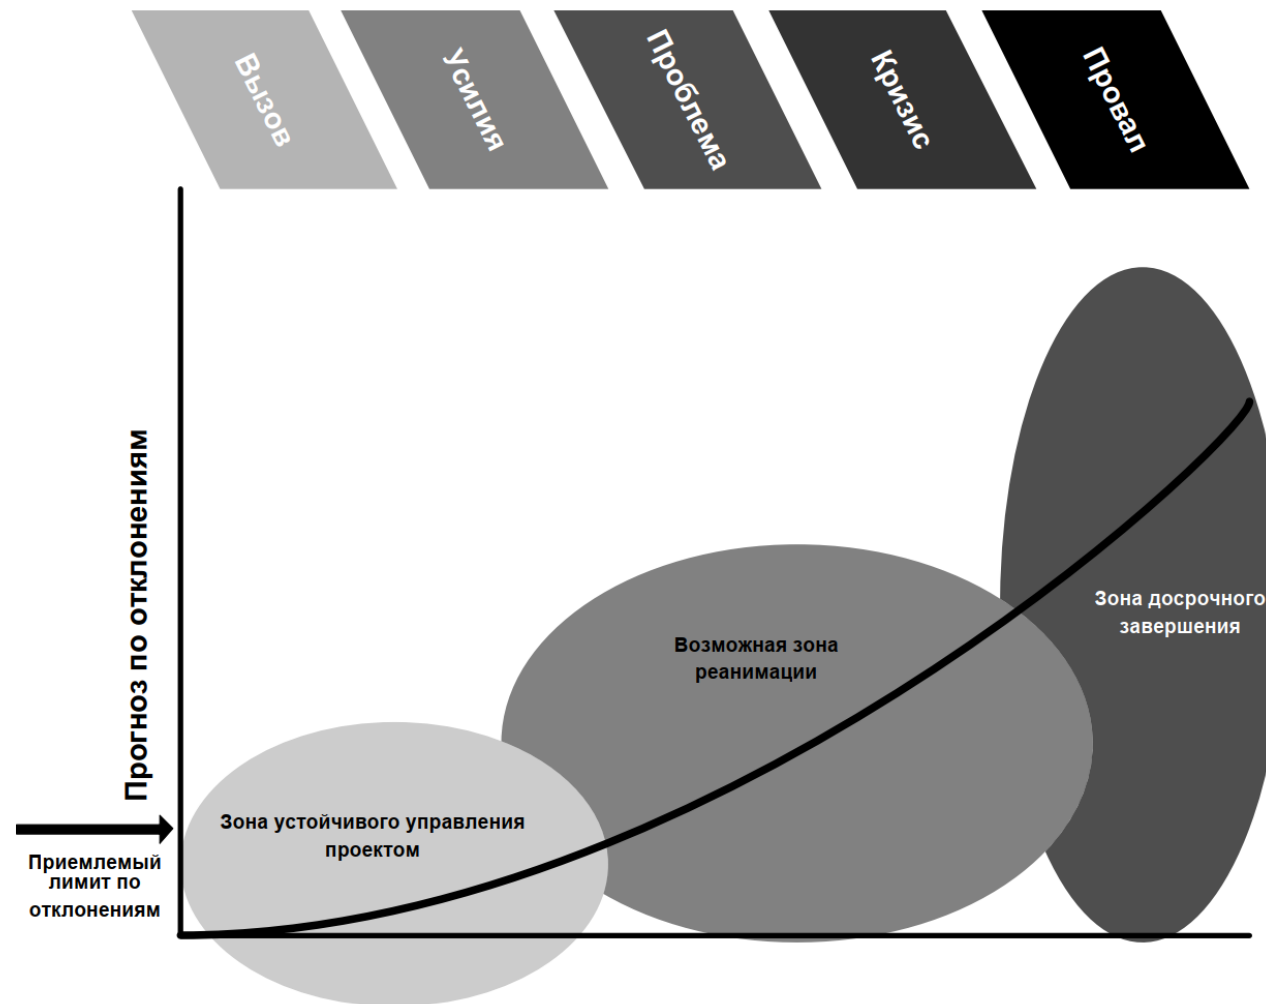 Вызов
Усилия
Проблема
Кризис
Провал
Прогноз по отклонениям
Приемлемый
лимит по
отклонениям
Зона устойчивого управления
проектом
Возможная зона
реанимации
Зона досрочного
завершения